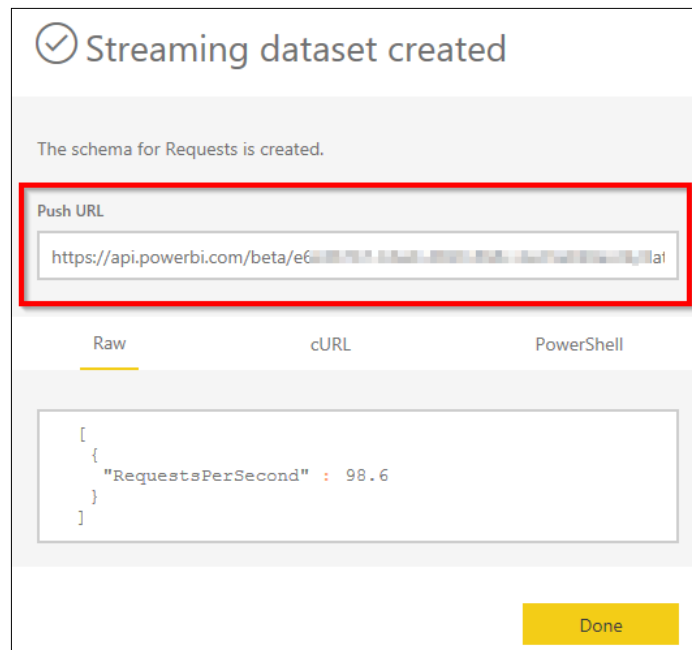 Streaming dataset created
The schema for Requests is created.
Push URL
https://api.powerbi.com/beta/e6
Raw cURL PowerShell
[
{
"RequestsPerSecond" : 98.6
}
]
Done